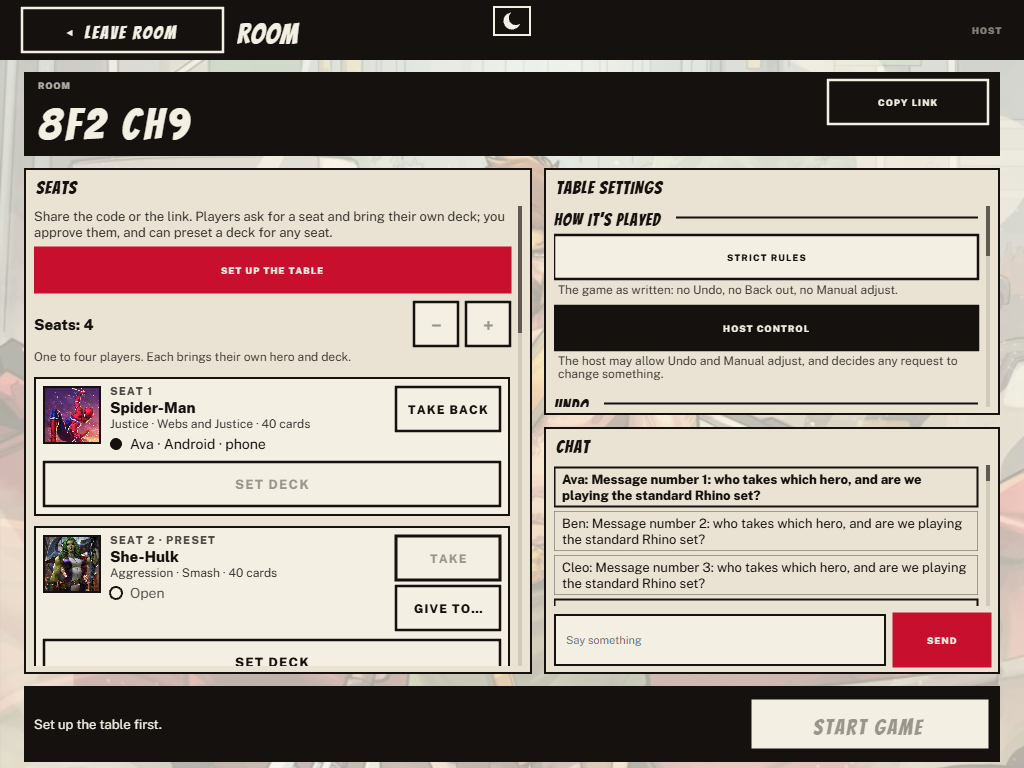 ◂ LEAVE ROOM
ROOM
HOST
ROOM
8F2 CH9
COPY LINK
SEATS
Share the code or the link. Players ask for a seat and bring their own deck; you
approve them, and can preset a deck for any seat.
SET UP THE TABLE
Seats: 4
−
+
One to four players. Each brings their own hero and deck.
SEAT 1
Spider-Man
Justice · Webs and Justice · 40 cards
Ava · Android · phone
TAKE BACK
SET DECK
SEAT 2 · PRESET
She-Hulk
Aggression · Smash · 40 cards
Open
TAKE
GIVE TO...
SET DECK
TABLE SETTINGS
HOW IT'S PLAYED
STRICT RULES
The game as written: no Undo, no Back out, no Manual adjust.
HOST CONTROL
The host may allow Undo and Manual adjust, and decides any request to
change something.
UNDO
CHAT
Ava: Message number 1: who takes which hero, and are we
playing the standard Rhino set?
Ben: Message number 2: who takes which hero, and are we playing
the standard Rhino set?
Cleo: Message number 3: who takes which hero, and are we playing
the standard Rhino set?
Say something
SEND
Set up the table first.
START GAME